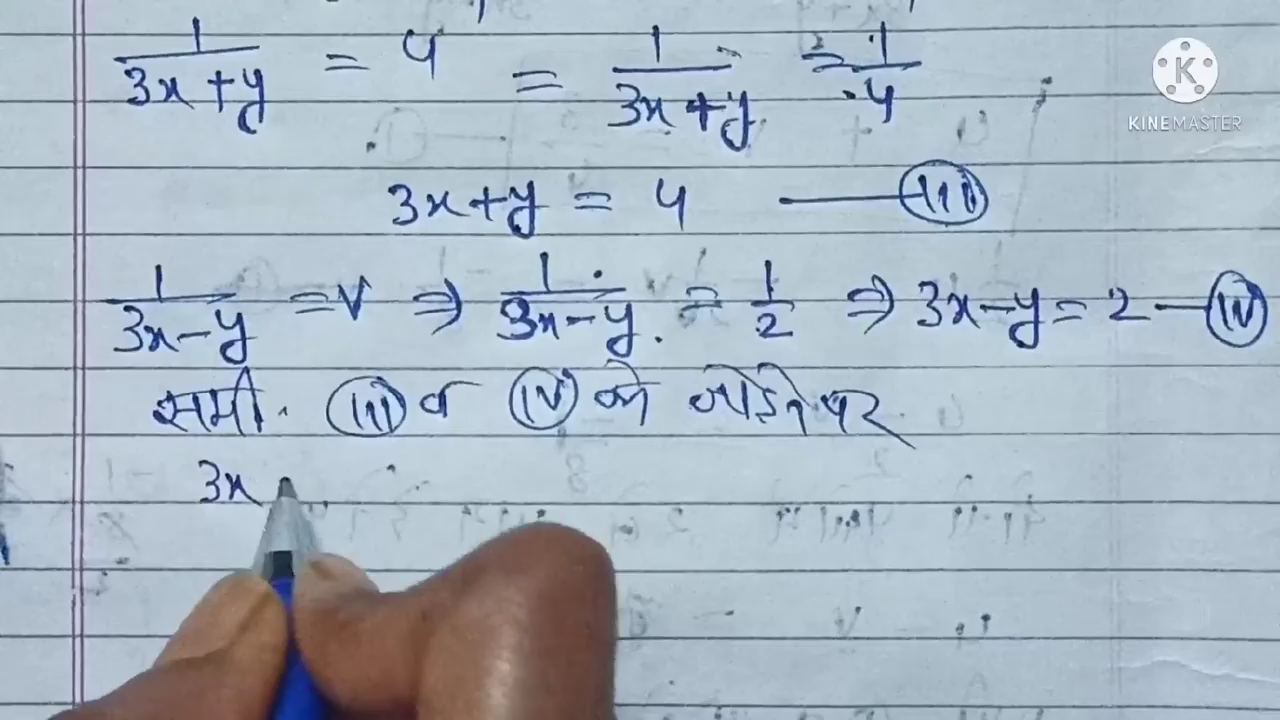 1/(3x+y) = u = 1/(3x+y) = 1/4
KINEMASTER
3x+y = 4 — (III)
1/(3x-y) = v ⇒ 1/(3x-y) = 1/2 ⇒ 3x-y = 2 — (IV)
समी. (III) व (IV) को जोड़ने पर
3x